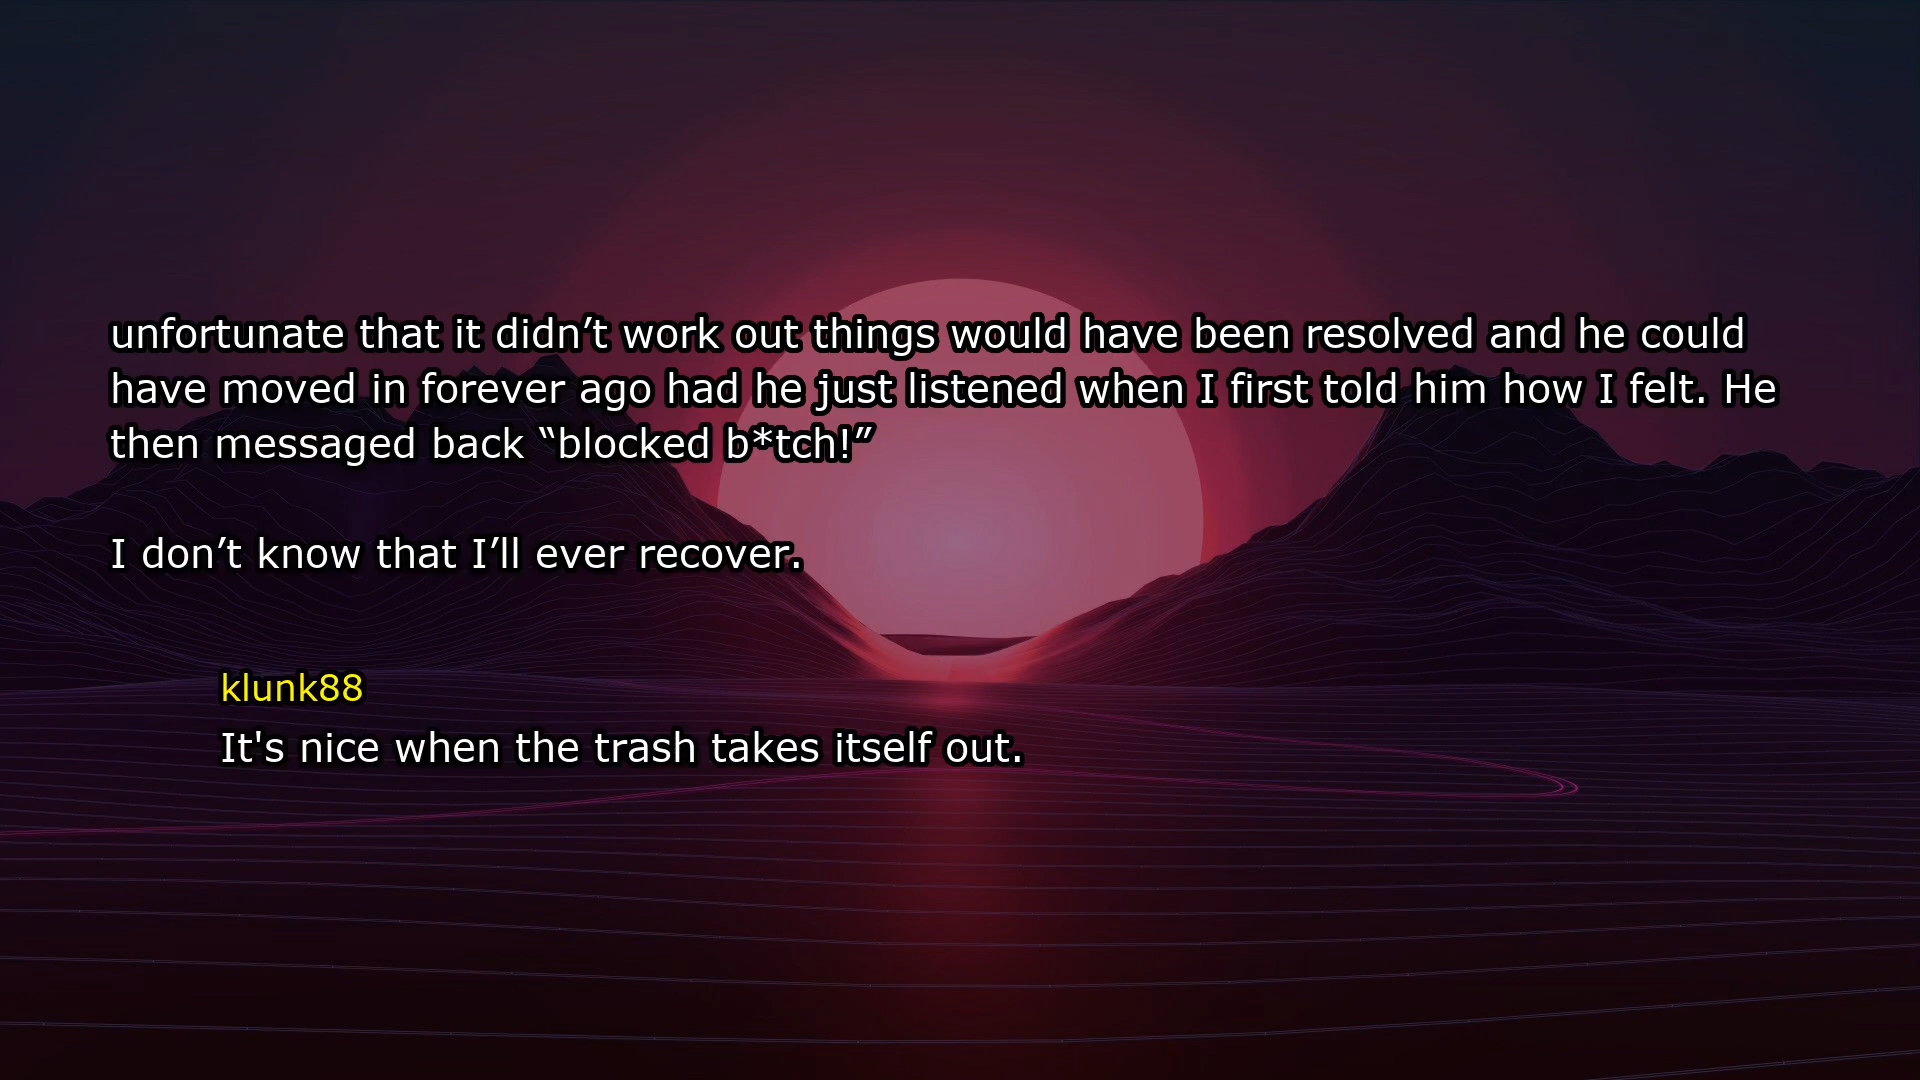 unfortunate that it didn’t work out things would have been resolved and he could
have moved in forever ago had he just listened when I first told him how I felt. He
then messaged back “blocked b*tch!”
I don’t know that I’ll ever recover.
klunk88
It's nice when the trash takes itself out.